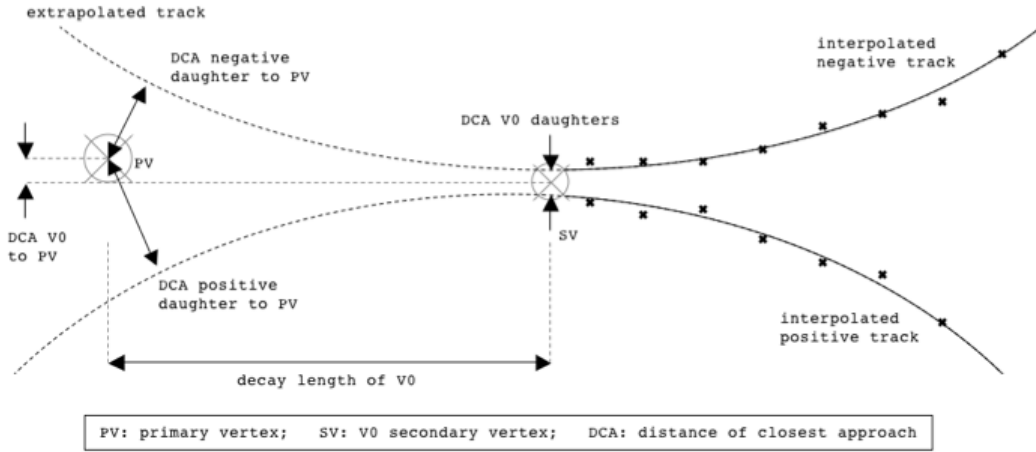 extrapolated track
DCA negative
daughter to PV
interpolated
negative track
DCA V0 daughters
PV
DCA V0
to PV
SV
DCA positive
daughter to PV
interpolated
positive track
decay length of V0
PV: primary vertex; SV: V0 secondary vertex; DCA: distance of closest approach